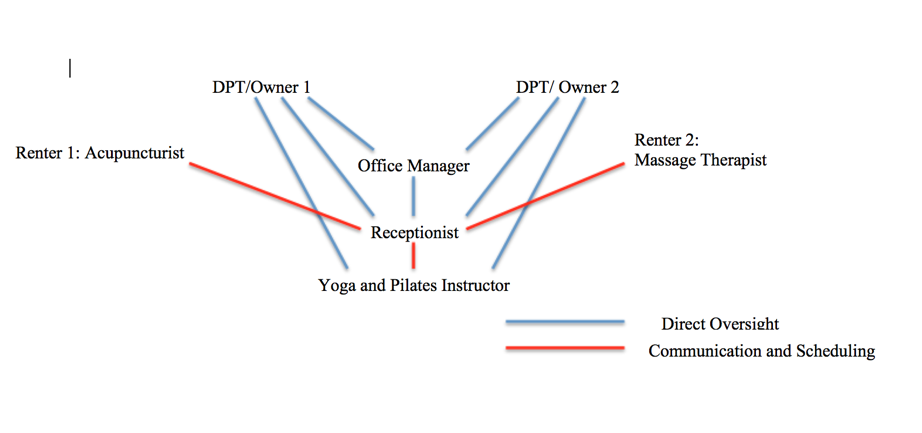 DPT/Owner 1
DPT/ Owner 2
Renter 1: Acupuncturist
Renter 2:
Massage Therapist
Office Manager
Receptionist
Yoga and Pilates Instructor
Direct Oversight
Communication and Scheduling